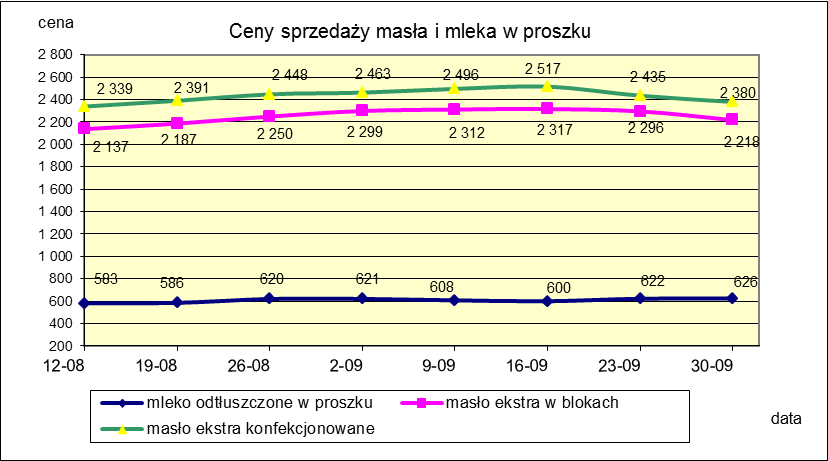 cena
Ceny sprzedaży masła i mleka w proszku
2 800
2 600
2 400
2 200
2 000
1 800
1 600
1 400
1 200
1 000
800
600
400
200
2 339 2 391 2 448 2 463 2 496 2 517 2 435 2 380
2 137 2 187 2 250 2 299 2 312 2 317 2 296 2 218
583 586 620 621 608 600 622 626
12-08 19-08 26-08 2-09 9-09 16-09 23-09 30-09
mleko odtłuszczone w proszku masło ekstra w blokach
masło ekstra konfekcjonowane
data